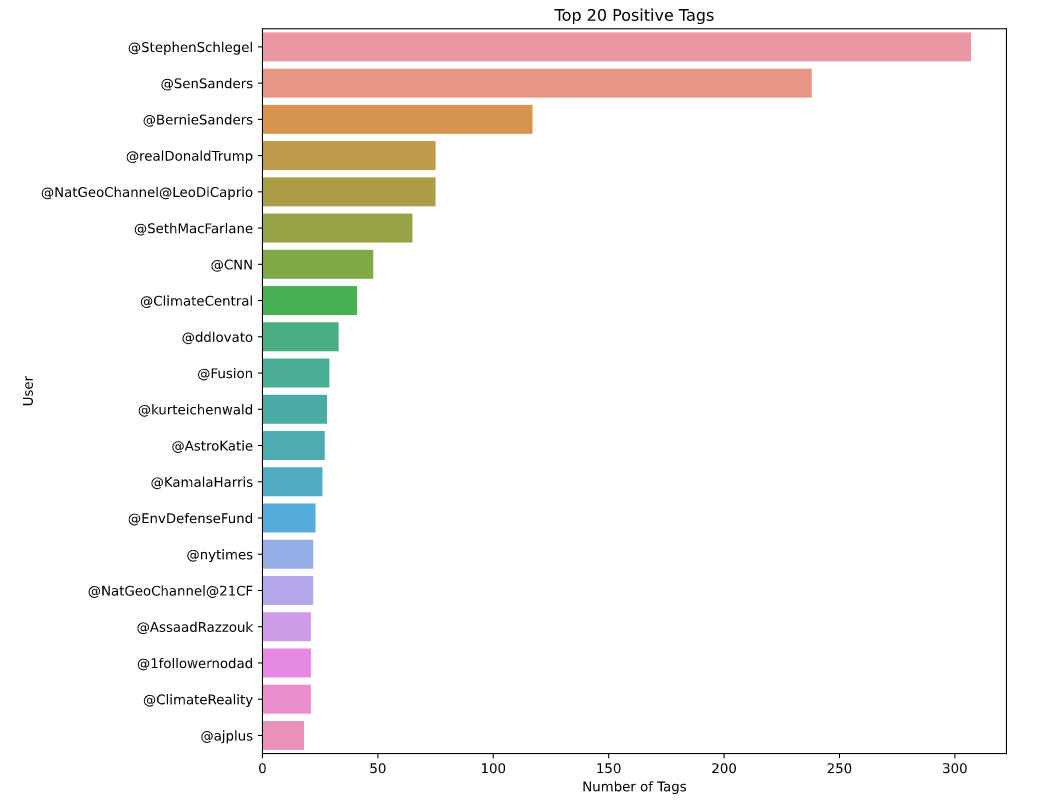 Top 20 Positive Tags
@StephenSchlegel
@SenSanders
@BernieSanders
@realDonaldTrump
@NatGeoChannel@LeoDiCaprio
@SethMacFarlane
@CNN
@ClimateCentral
@ddlovato
@Fusion
@kurteichenwald
@AstroKatie
@KamalaHarris
@EnvDefenseFund
@nytimes
@NatGeoChannel@21CF
@AssaadRazzouk
@1followernodad
@ClimateReality
@ajplus
User
0 50 100 150 200 250 300
Number of Tags